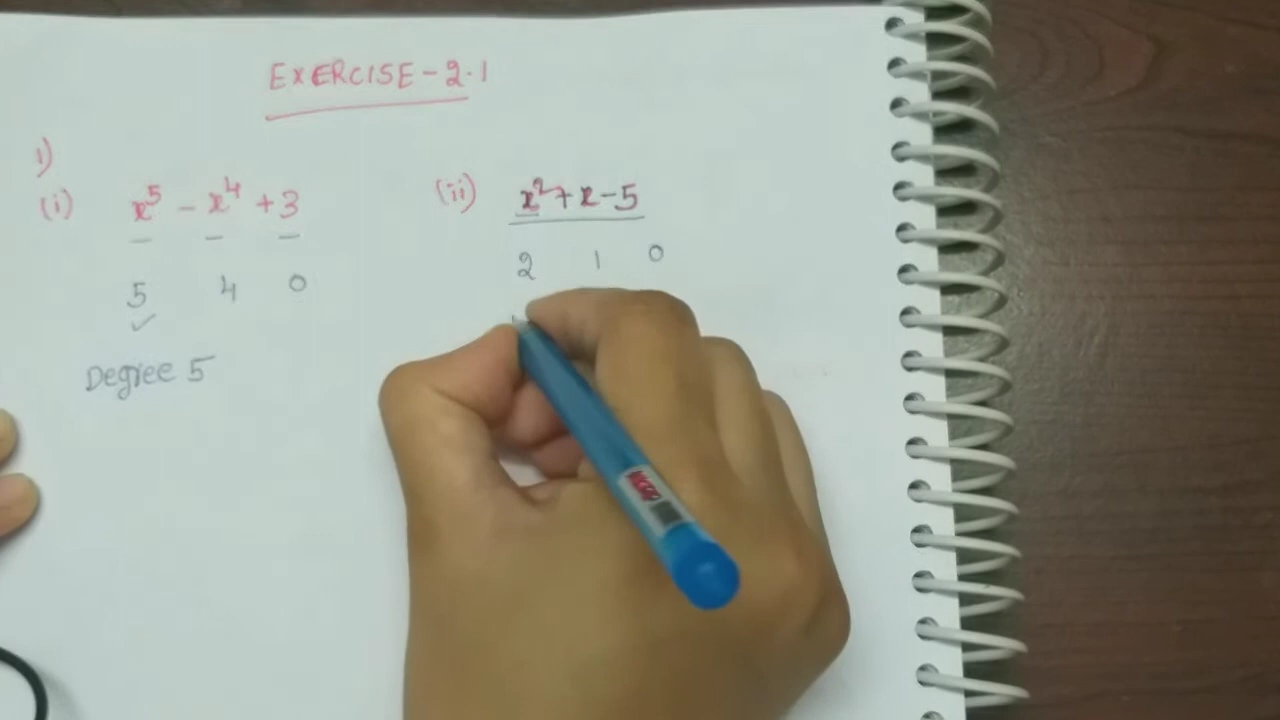 EXERCISE-2.1
1)
(i) x⁵ - x⁴ + 3
5 4 0
Degree 5
(ii) x² + x - 5
2 1 0